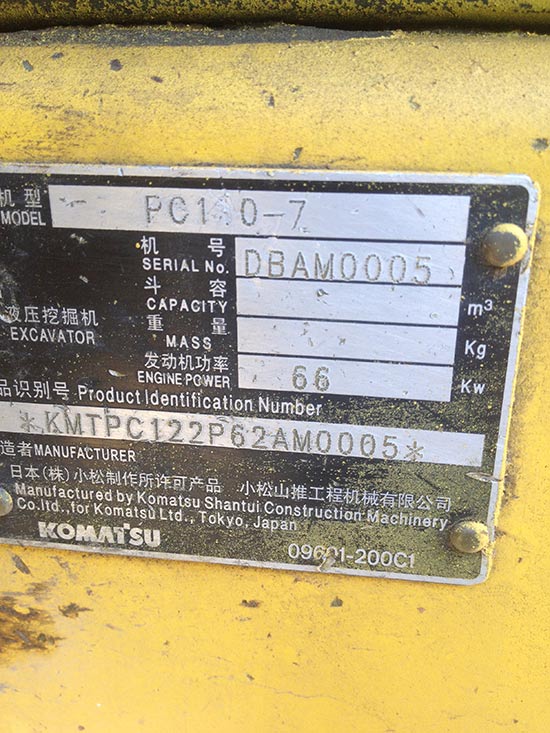 机 型
MODEL PC1 0-7
机 号
SERIAL No. DBAM0005
斗 容
CAPACITY m³
液压挖掘机 重 量
EXCAVATOR MASS Kg
发动机功率
ENGINE POWER 66 Kw
品识别号 Product Identification Number
*KMTPC122P62AM0005*
造者 MANUFACTURER
日本(株)小松制作所许可产品 小松山推工程机械有限公司
Manufactured by Komatsu Shantui Construction Machinery
Co.ltd.,for Komatsu Ltd., Tokyo, Japan
KOMATSU